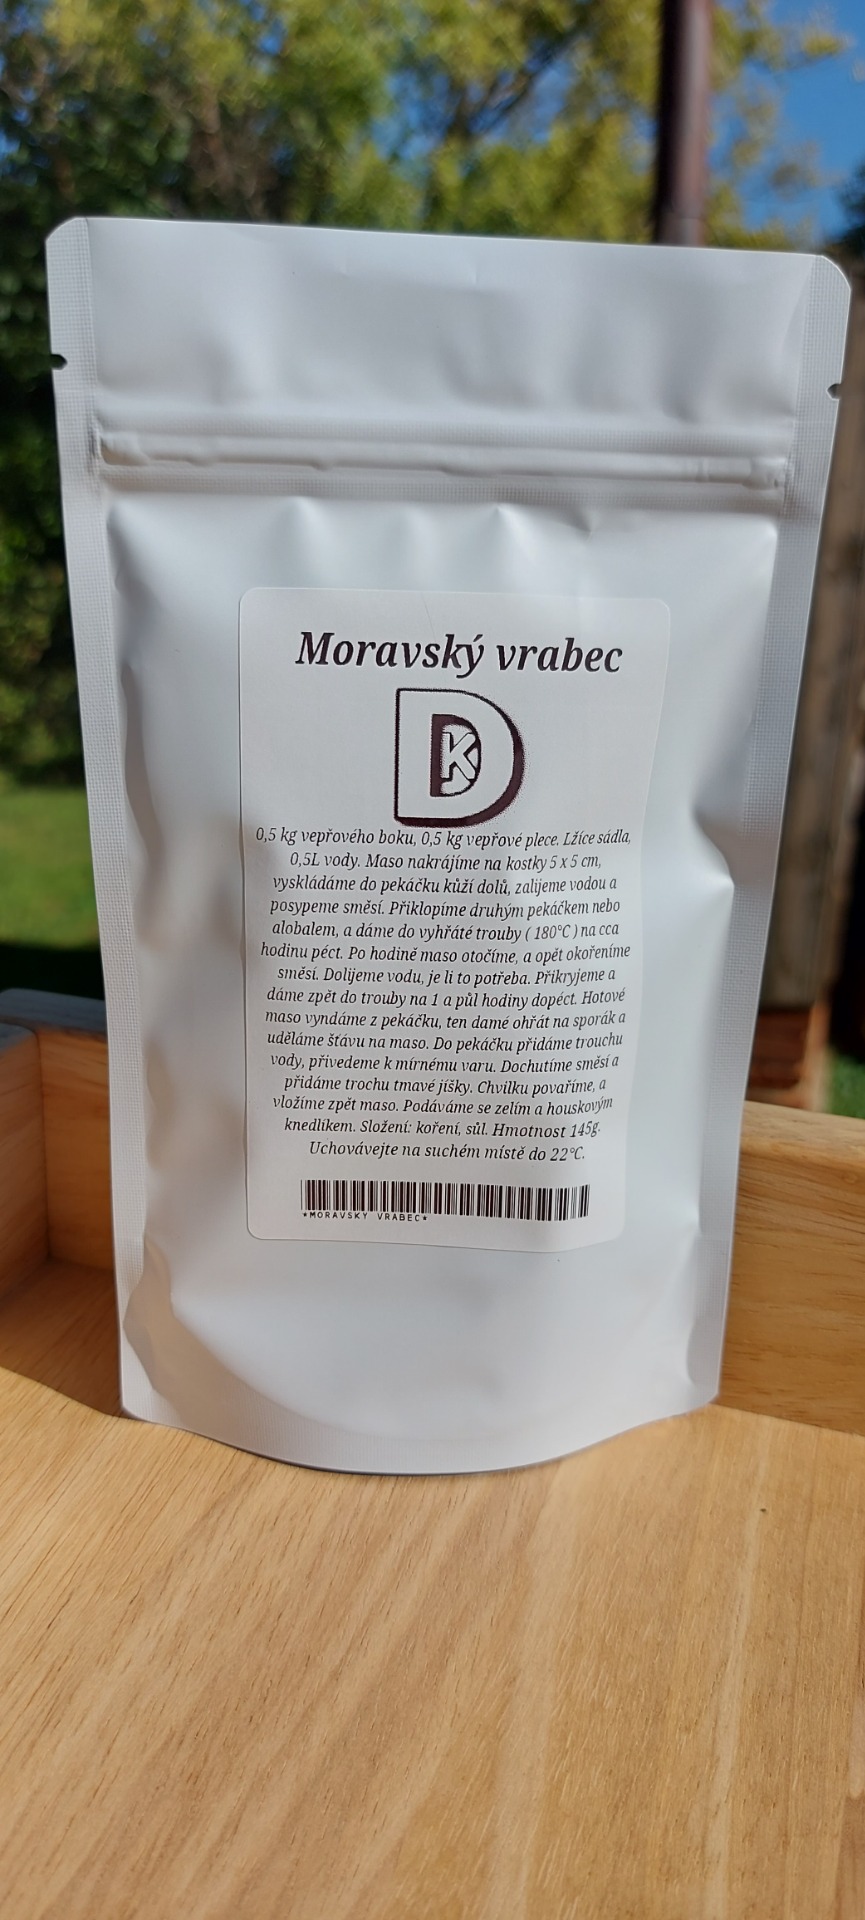 Moravský vrabec
DK
0,5 kg vepřového boku, 0,5 kg vepřové plece. Lžíce sádla,
0,5L vody. Maso nakrájíme na kostky 5 x 5 cm,
vyskládáme do pekáčku kůží dolů, zalijeme vodou a
posypeme směsí. Přiklopíme druhým pekáčkem nebo
alobalem, a dáme do vyhřáté trouby ( 180°C ) na cca
hodinu péct. Po hodině maso otočíme, a opět okořeníme
směsí. Dolijeme vodu, je li to potřeba. Přikryjeme a
dáme zpět do trouby na 1 a půl hodiny dopéct. Hotové
maso vyndáme z pekáčku, ten damé ohřát na sporák a
uděláme šťávu na maso. Do pekáčku přidáme trouchu
vody, přivedeme k mírnému varu. Dochutíme směsí a
přidáme trochu tmavé jíšky. Chvilku povaříme, a
vložíme zpět maso. Podáváme se zelím a houskovým
knedlíkem. Složení: koření, sůl. Hmotnost 145g.
Uchovávejte na suchém místě do 22°C.
*MORAVSKY VRABEC*